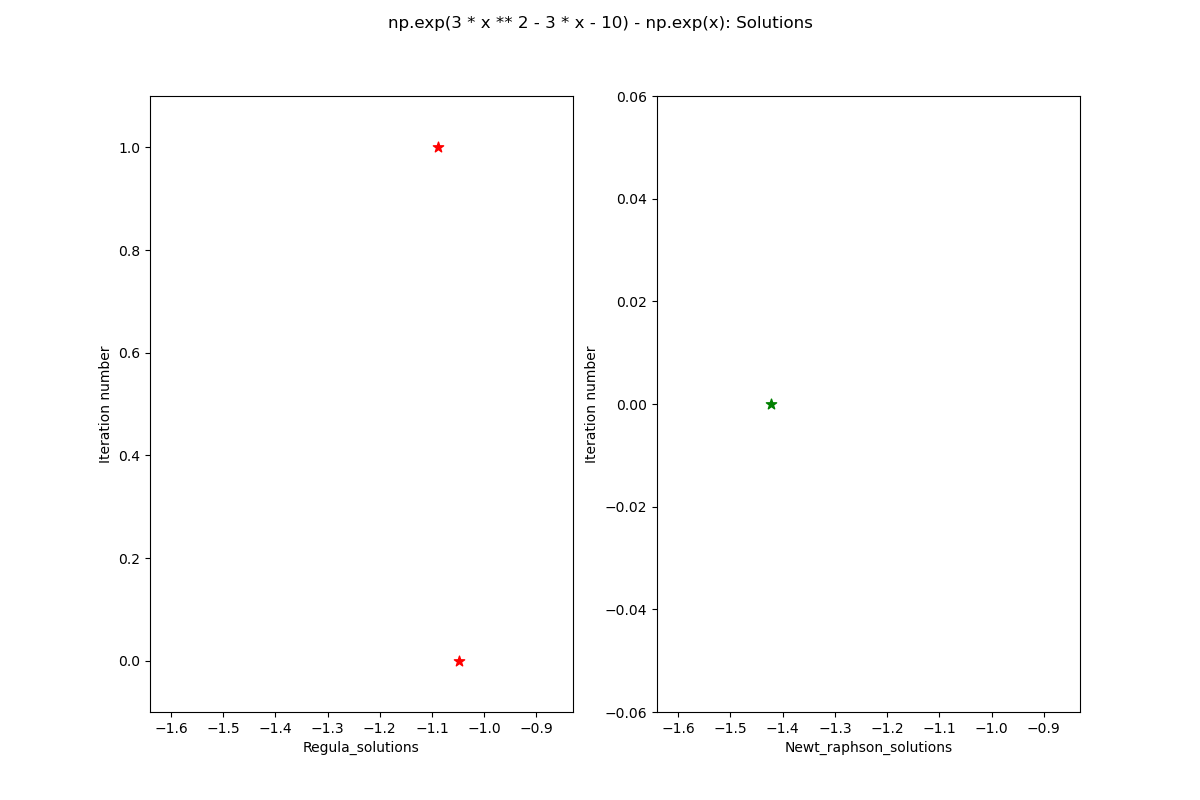 np.exp(3 * x ** 2 - 3 * x - 10) - np.exp(x): Solutions
1.0
0.8
0.6
0.4
0.2
0.0
Iteration number
−1.6 −1.5 −1.4 −1.3 −1.2 −1.1 −1.0 −0.9
Regula_solutions
0.06
0.04
0.02
0.00
−0.02
−0.04
−0.06
Iteration number
−1.6 −1.5 −1.4 −1.3 −1.2 −1.1 −1.0 −0.9
Newt_raphson_solutions